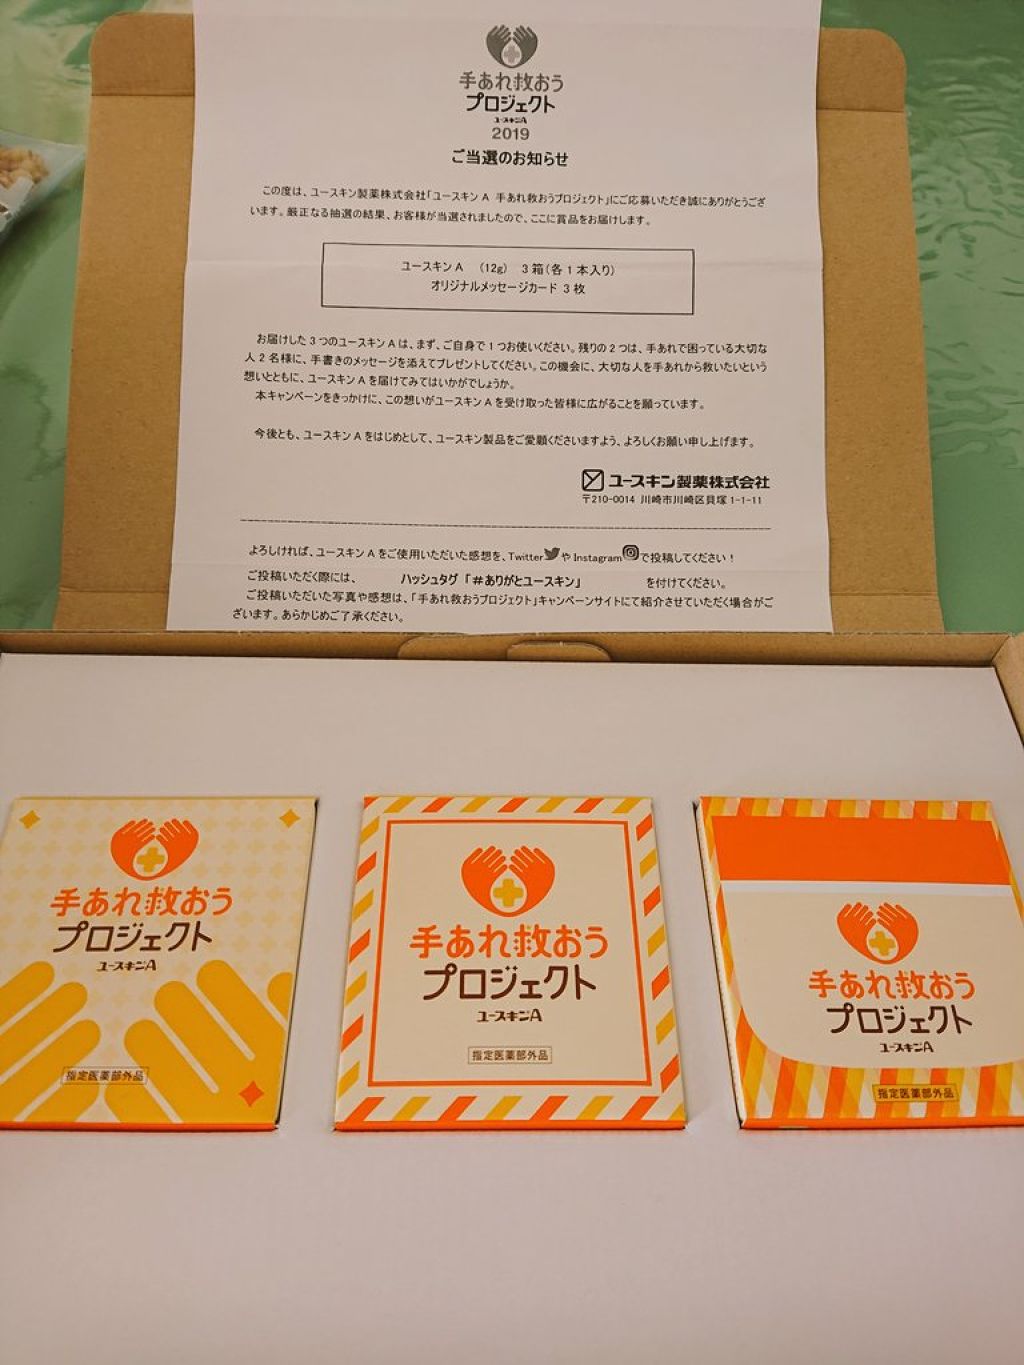 手あれ救おう
プロジェクト
ユースキンA
2019
ご当選のお知らせ
この度は、ユースキン製薬株式会社「ユースキンA 手あれ救おうプロジェクト」にご応募いただき誠にありがとうござ
います。厳正なる抽選の結果、お客様が当選されましたので、ここに賞品をお届けします。
ユースキンA （12g） 3箱（各1本入り）
オリジナルメッセージカード 3枚
お届けした3つのユースキンAは、まず、ご自身で1つお使いください。残りの2つは、手あれで困っている大切な
人2名様に、手書きのメッセージを添えてプレゼントしてください。この機会に、大切な人を手あれから救いたいという
想いとともに、ユースキンAを届けてみてはいかがでしょうか。
本キャンペーンをきっかけに、この想いがユースキンAを受け取った皆様に広がることを願っています。
今後とも、ユースキンAをはじめとして、ユースキン製品をご愛顧くださいますよう、よろしくお願い申し上げます。
ユースキン製薬株式会社
〒210-0014 川崎市川崎区貝塚1-1-11
よろしければ、ユースキンAをご使用いただいた感想を、TwitterやInstagramで投稿してください！
ご投稿いただく際には、 ハッシュタグ「#ありがとユースキン」 を付けてください。
ご投稿いただいた写真や感想は、「手あれ救おうプロジェクト」キャンペーンサイトにて紹介させていただく場合がご
ざいます。あらかじめご了承ください。
手あれ救おう
プロジェクト
ユースキンA
指定医薬部外品
手あれ救おう
プロジェクト
ユースキンA
指定医薬部外品
手あれ救おう
プロジェクト
ユースキンA
指定医薬部外品